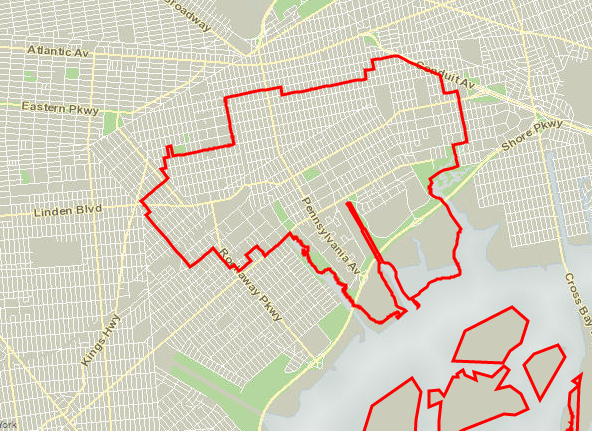 Broadway
Atlantic Av
Conduit Av
Eastern Pkwy
Shore Pkwy
Linden Blvd
Pennsylvania Av
Rockaway Pkwy
Cross Bay
Kings Hwy
York